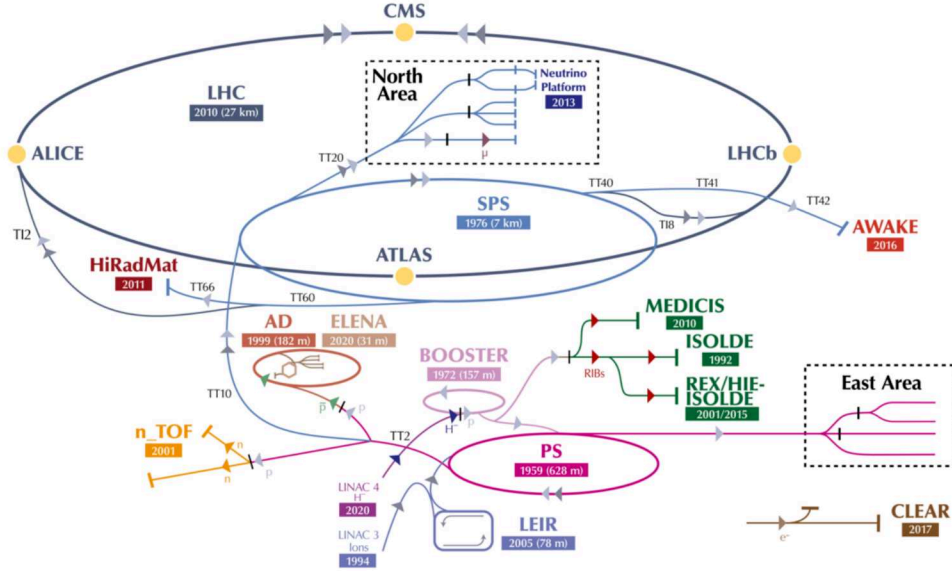 CMS
North
Area
Neutrino
Platform
2013
LHC
2010 (27 km)
ALICE
LHCb
μ
TT20
TT40
TT41
TT42
SPS
1976 (7 km)
TI8
TI2
AWAKE
2016
ATLAS
HiRadMat
2011
TT66
TT60
MEDICIS
2010
AD
1999 (182 m)
ELENA
2020 (31 m)
BOOSTER
1972 (157 m)
ISOLDE
1992
RIBs
REX/HIE-
ISOLDE
2001/2015
East Area
TT10
p̅
p
H⁻
p
n_TOF
2001
n
n
p
TT2
PS
1959 (628 m)
LINAC 4
H⁻
2020
LINAC 3
Ions
1994
LEIR
2005 (78 m)
CLEAR
2017
e⁻